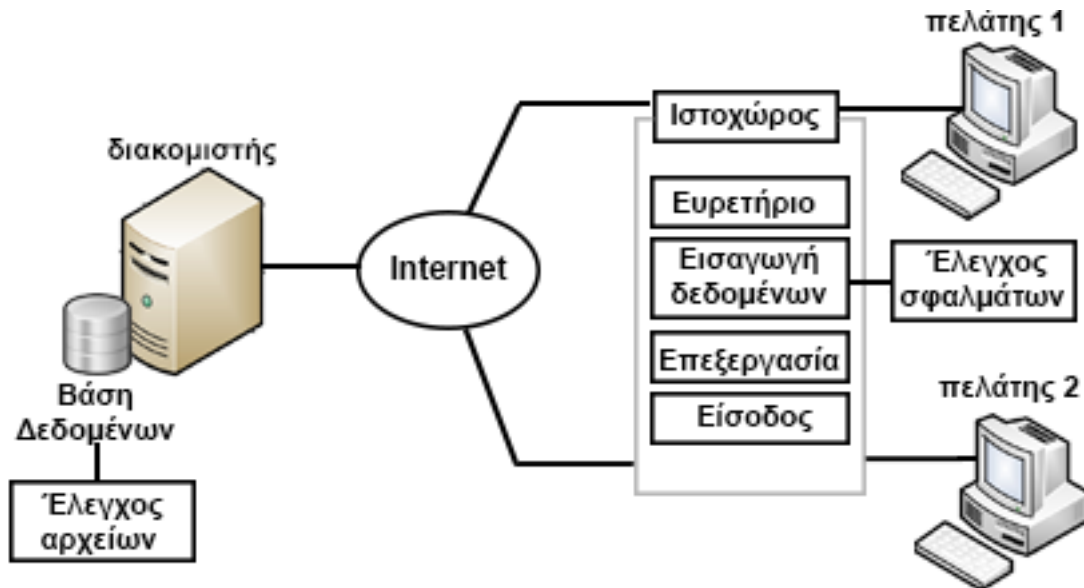 πελάτης 1
Ιστοχώρος
διακομιστής
Ευρετήριο
Internet
Εισαγωγή
δεδομένων
Έλεγχος
σφαλμάτων
Επεξεργασία
πελάτης 2
Είσοδος
Βάση
Δεδομένων
Έλεγχος
αρχείων